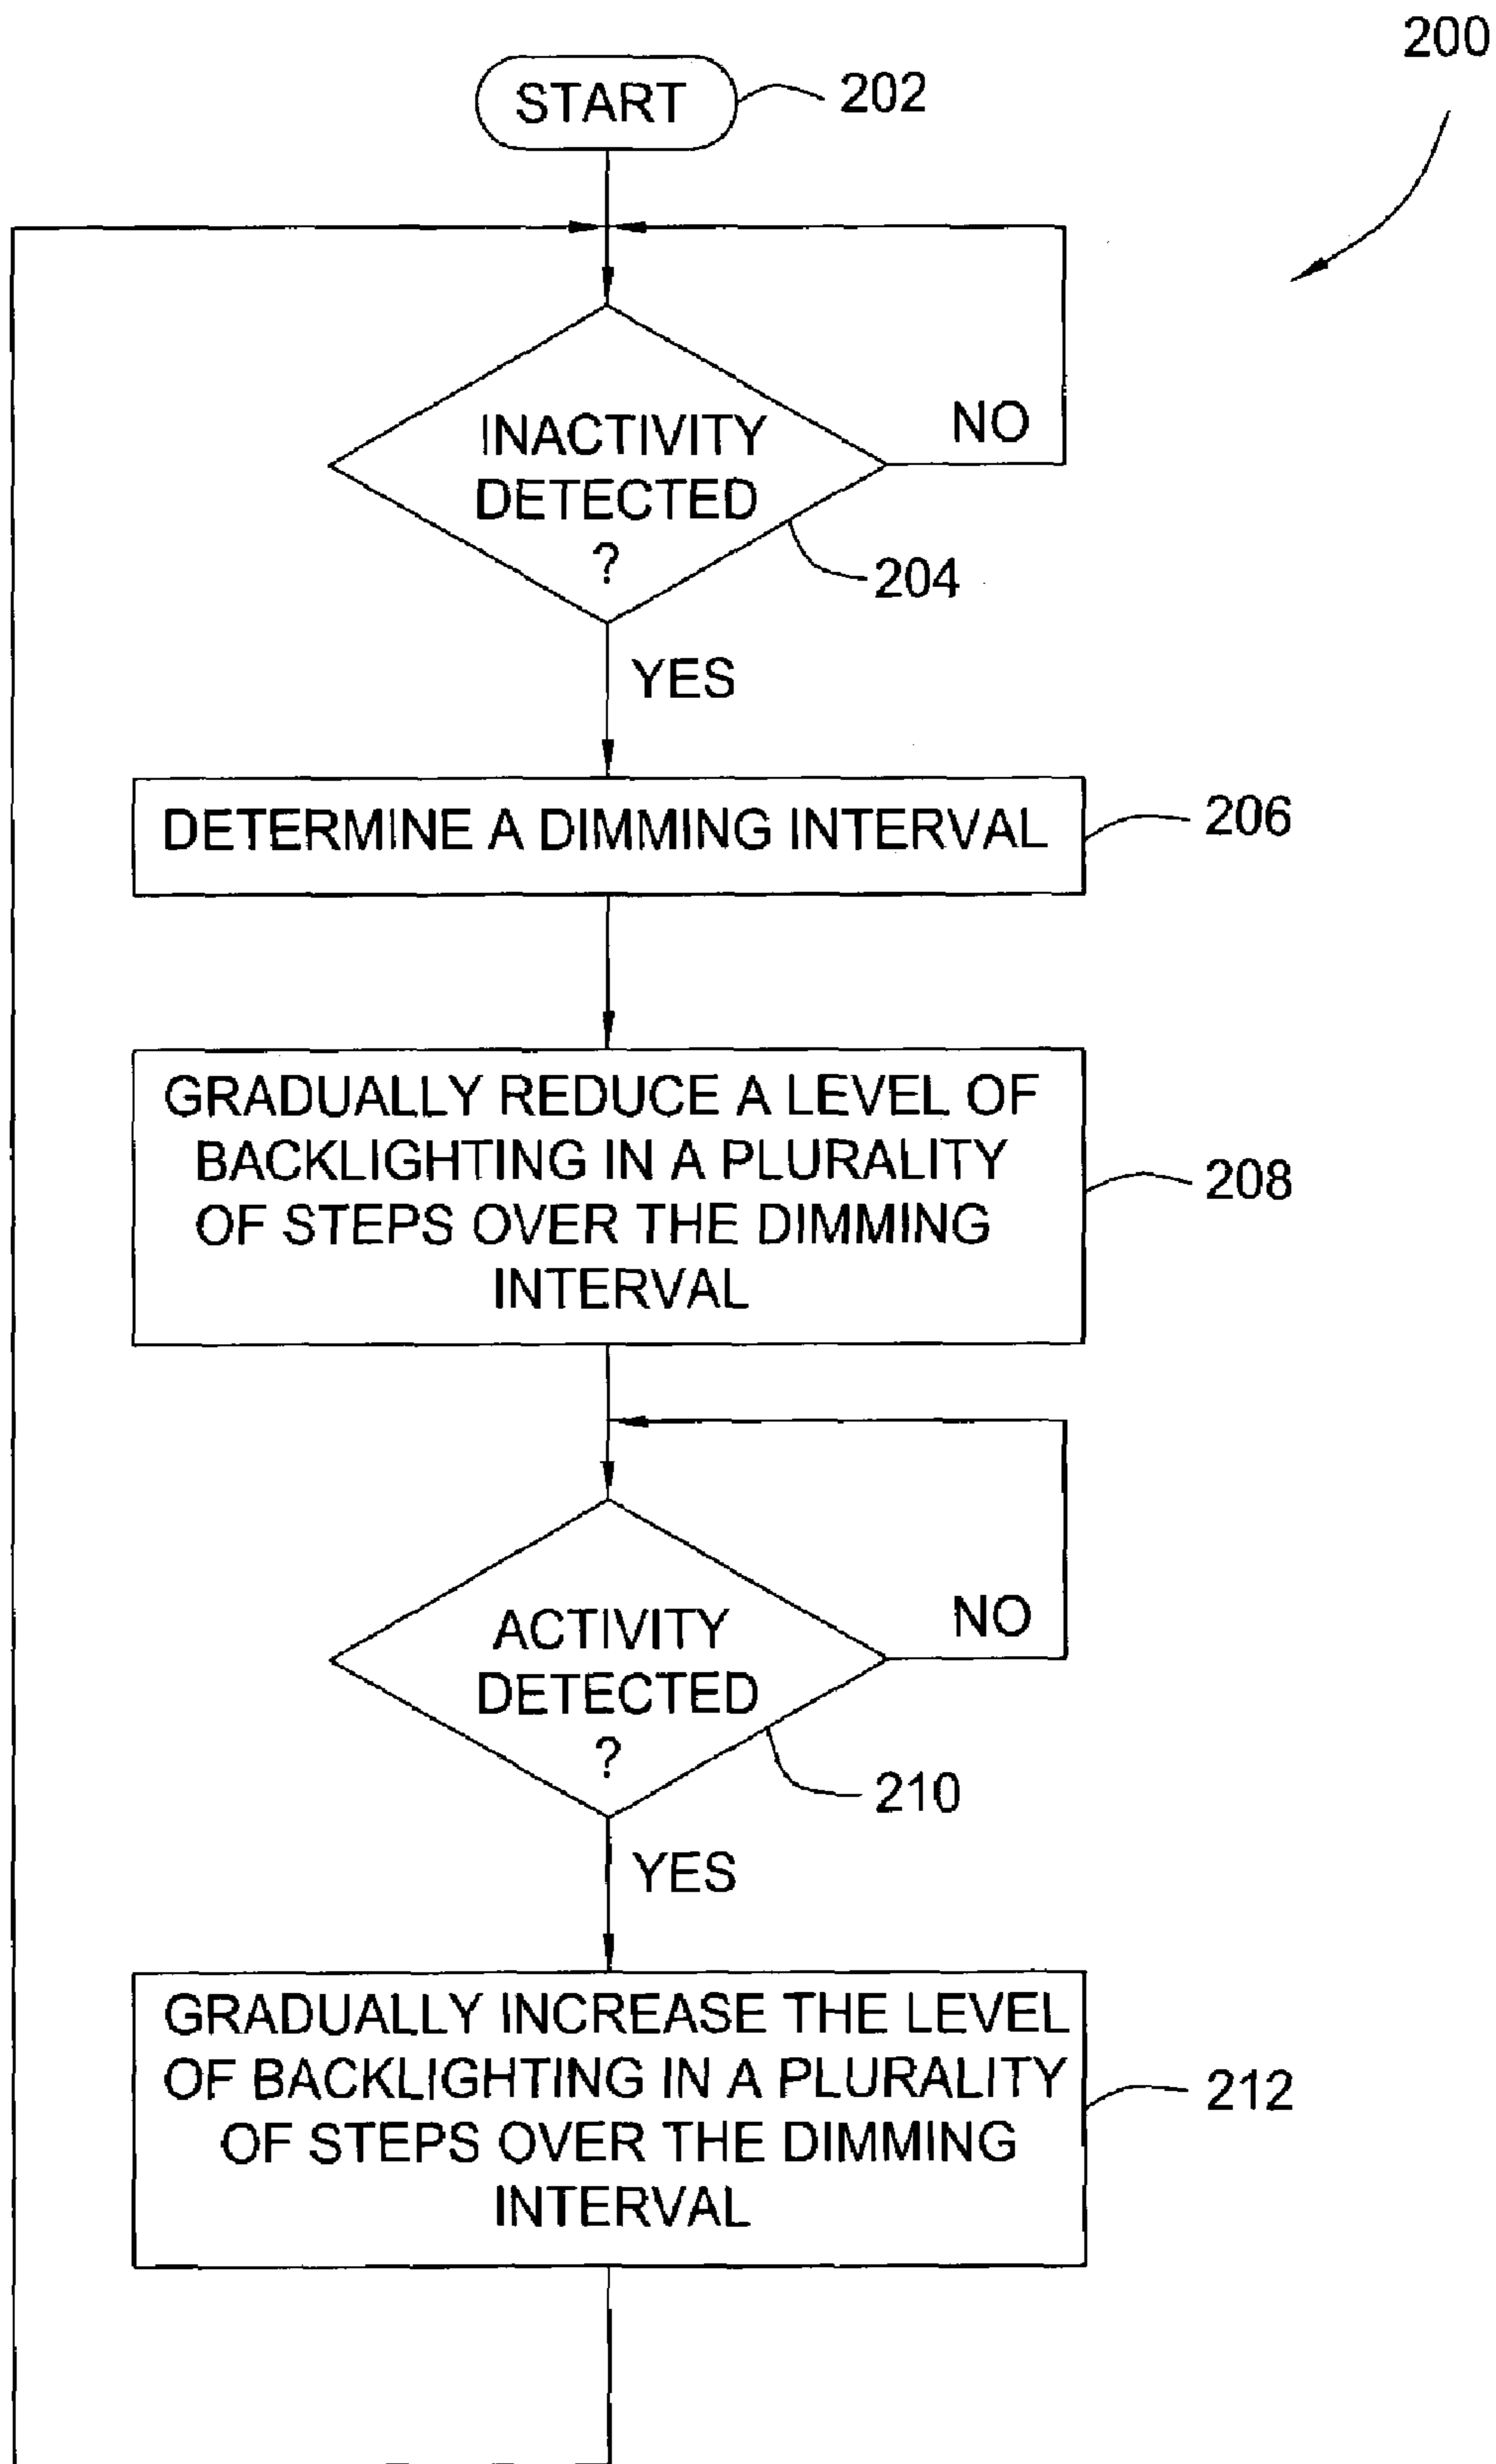 200
START
202
INACTIVITY
DETECTED
?
NO
204
YES
DETERMINE A DIMMING INTERVAL
206
GRADUALLY REDUCE A LEVEL OF
BACKLIGHTING IN A PLURALITY
OF STEPS OVER THE DIMMING
INTERVAL
208
ACTIVITY
DETECTED
?
NO
210
YES
GRADUALLY INCREASE THE LEVEL
OF BACKLIGHTING IN A PLURALITY
OF STEPS OVER THE DIMMING
INTERVAL
212